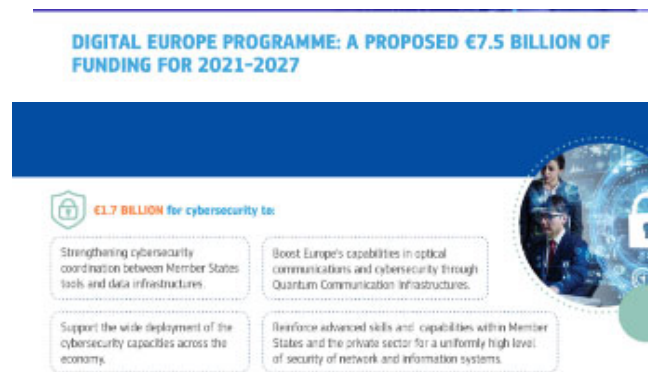 DIGITAL EUROPE PROGRAMME: A PROPOSED €7.5 BILLION OF
FUNDING FOR 2021-2027
€1.7 BILLION for cybersecurity to:
Strengthening cybersecurity
coordination between Member States
tools and data infrastructures.
Boost Europe's capabilities in optical
communications and cybersecurity through
Quantum Communication Infrastructures.
Support the wide deployment of the
cybersecurity capacities across the
economy.
Reinforce advanced skills and capabilities within Member
States and the private sector for a uniformly high level
of security of network and information systems.